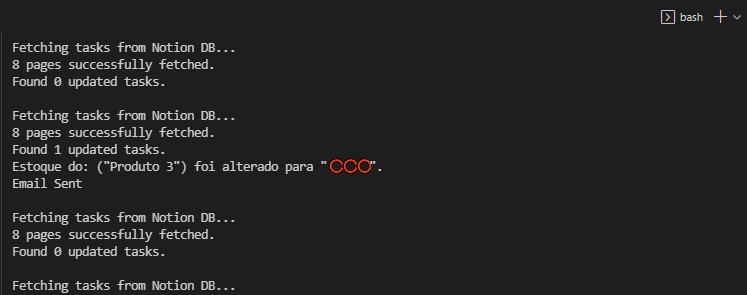 bash
Fetching tasks from Notion DB...
8 pages successfully fetched.
Found 0 updated tasks.
Fetching tasks from Notion DB...
8 pages successfully fetched.
Found 1 updated tasks.
Estoque do: ("Produto 3") foi alterado para "⭕⭕⭕".
Email Sent
Fetching tasks from Notion DB...
8 pages successfully fetched.
Found 0 updated tasks.
Fetching tasks from Notion DB...